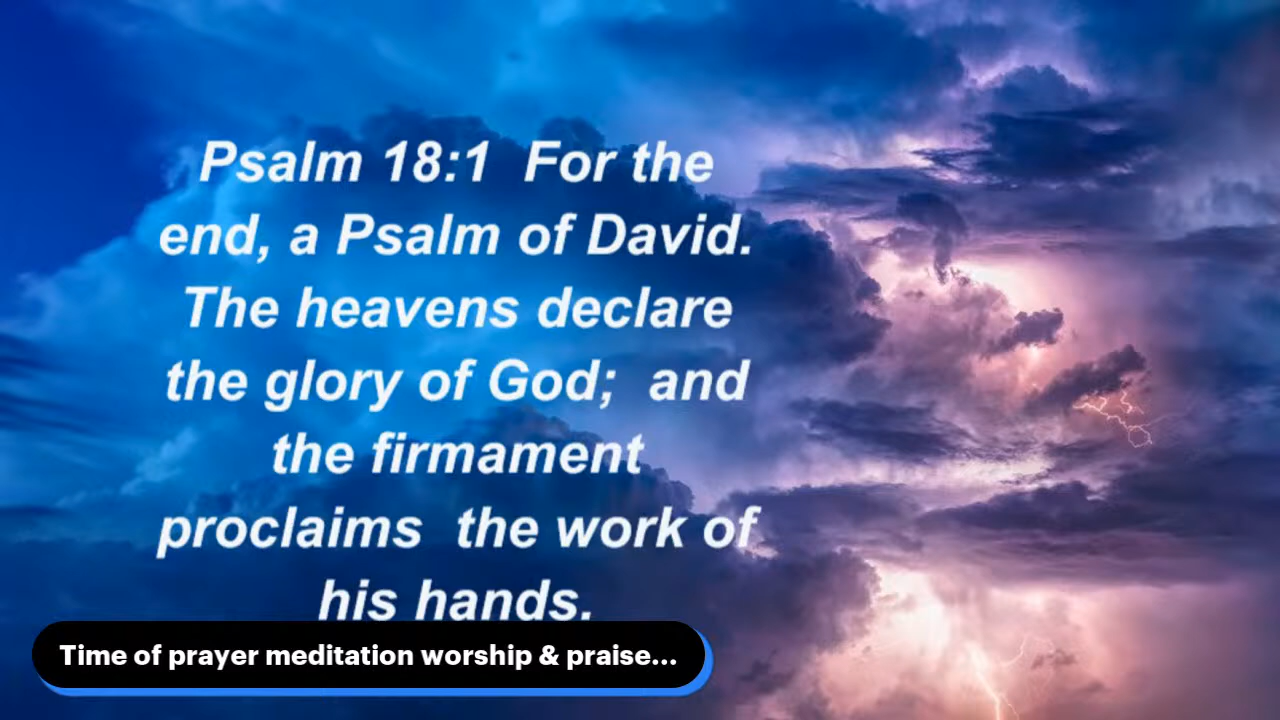 Psalm 18:1  For the
end, a Psalm of David.
The heavens declare
the glory of God;  and
the firmament
proclaims  the work of
his hands.
Time of prayer meditation worship & praise...